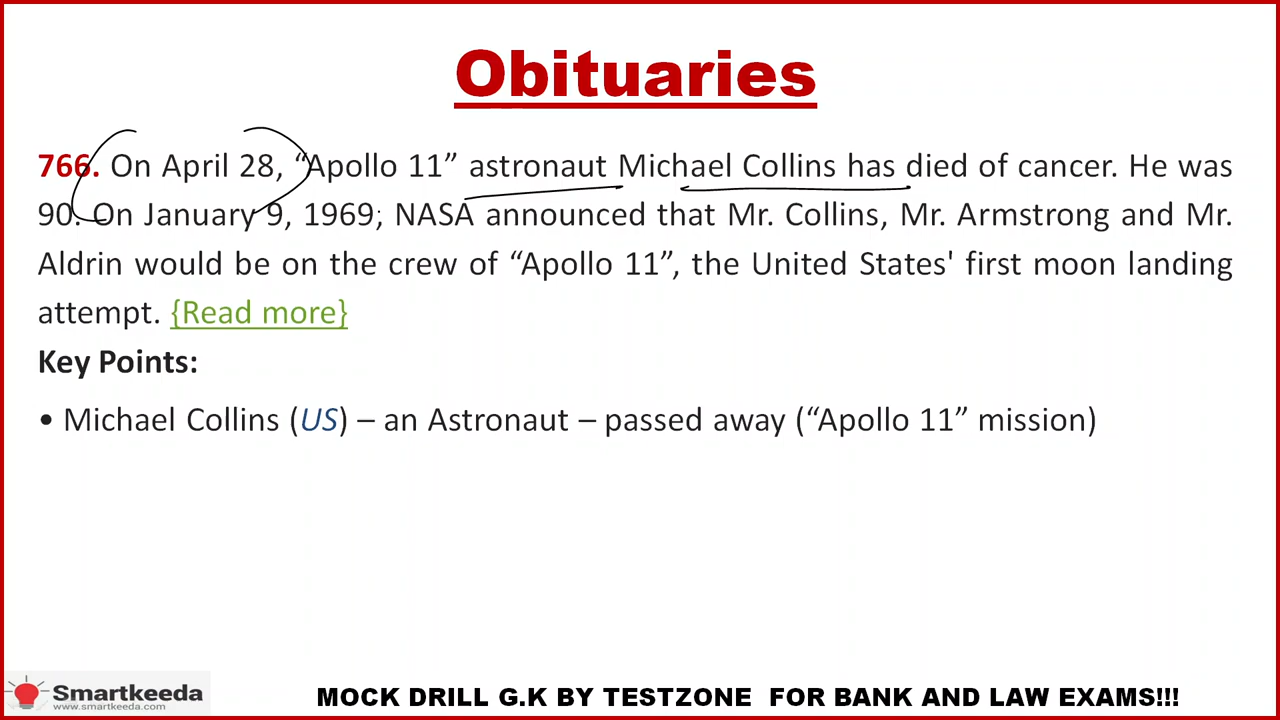 Obituaries
766. On April 28, “Apollo 11” astronaut Michael Collins has died of cancer. He was
90. On January 9, 1969; NASA announced that Mr. Collins, Mr. Armstrong and Mr.
Aldrin would be on the crew of “Apollo 11”, the United States' first moon landing
attempt. {Read more}
Key Points:
• Michael Collins (US) – an Astronaut – passed away (“Apollo 11” mission)
Smartkeeda
www.smartkeeda.com
MOCK DRILL G.K BY TESTZONE FOR BANK AND LAW EXAMS!!!